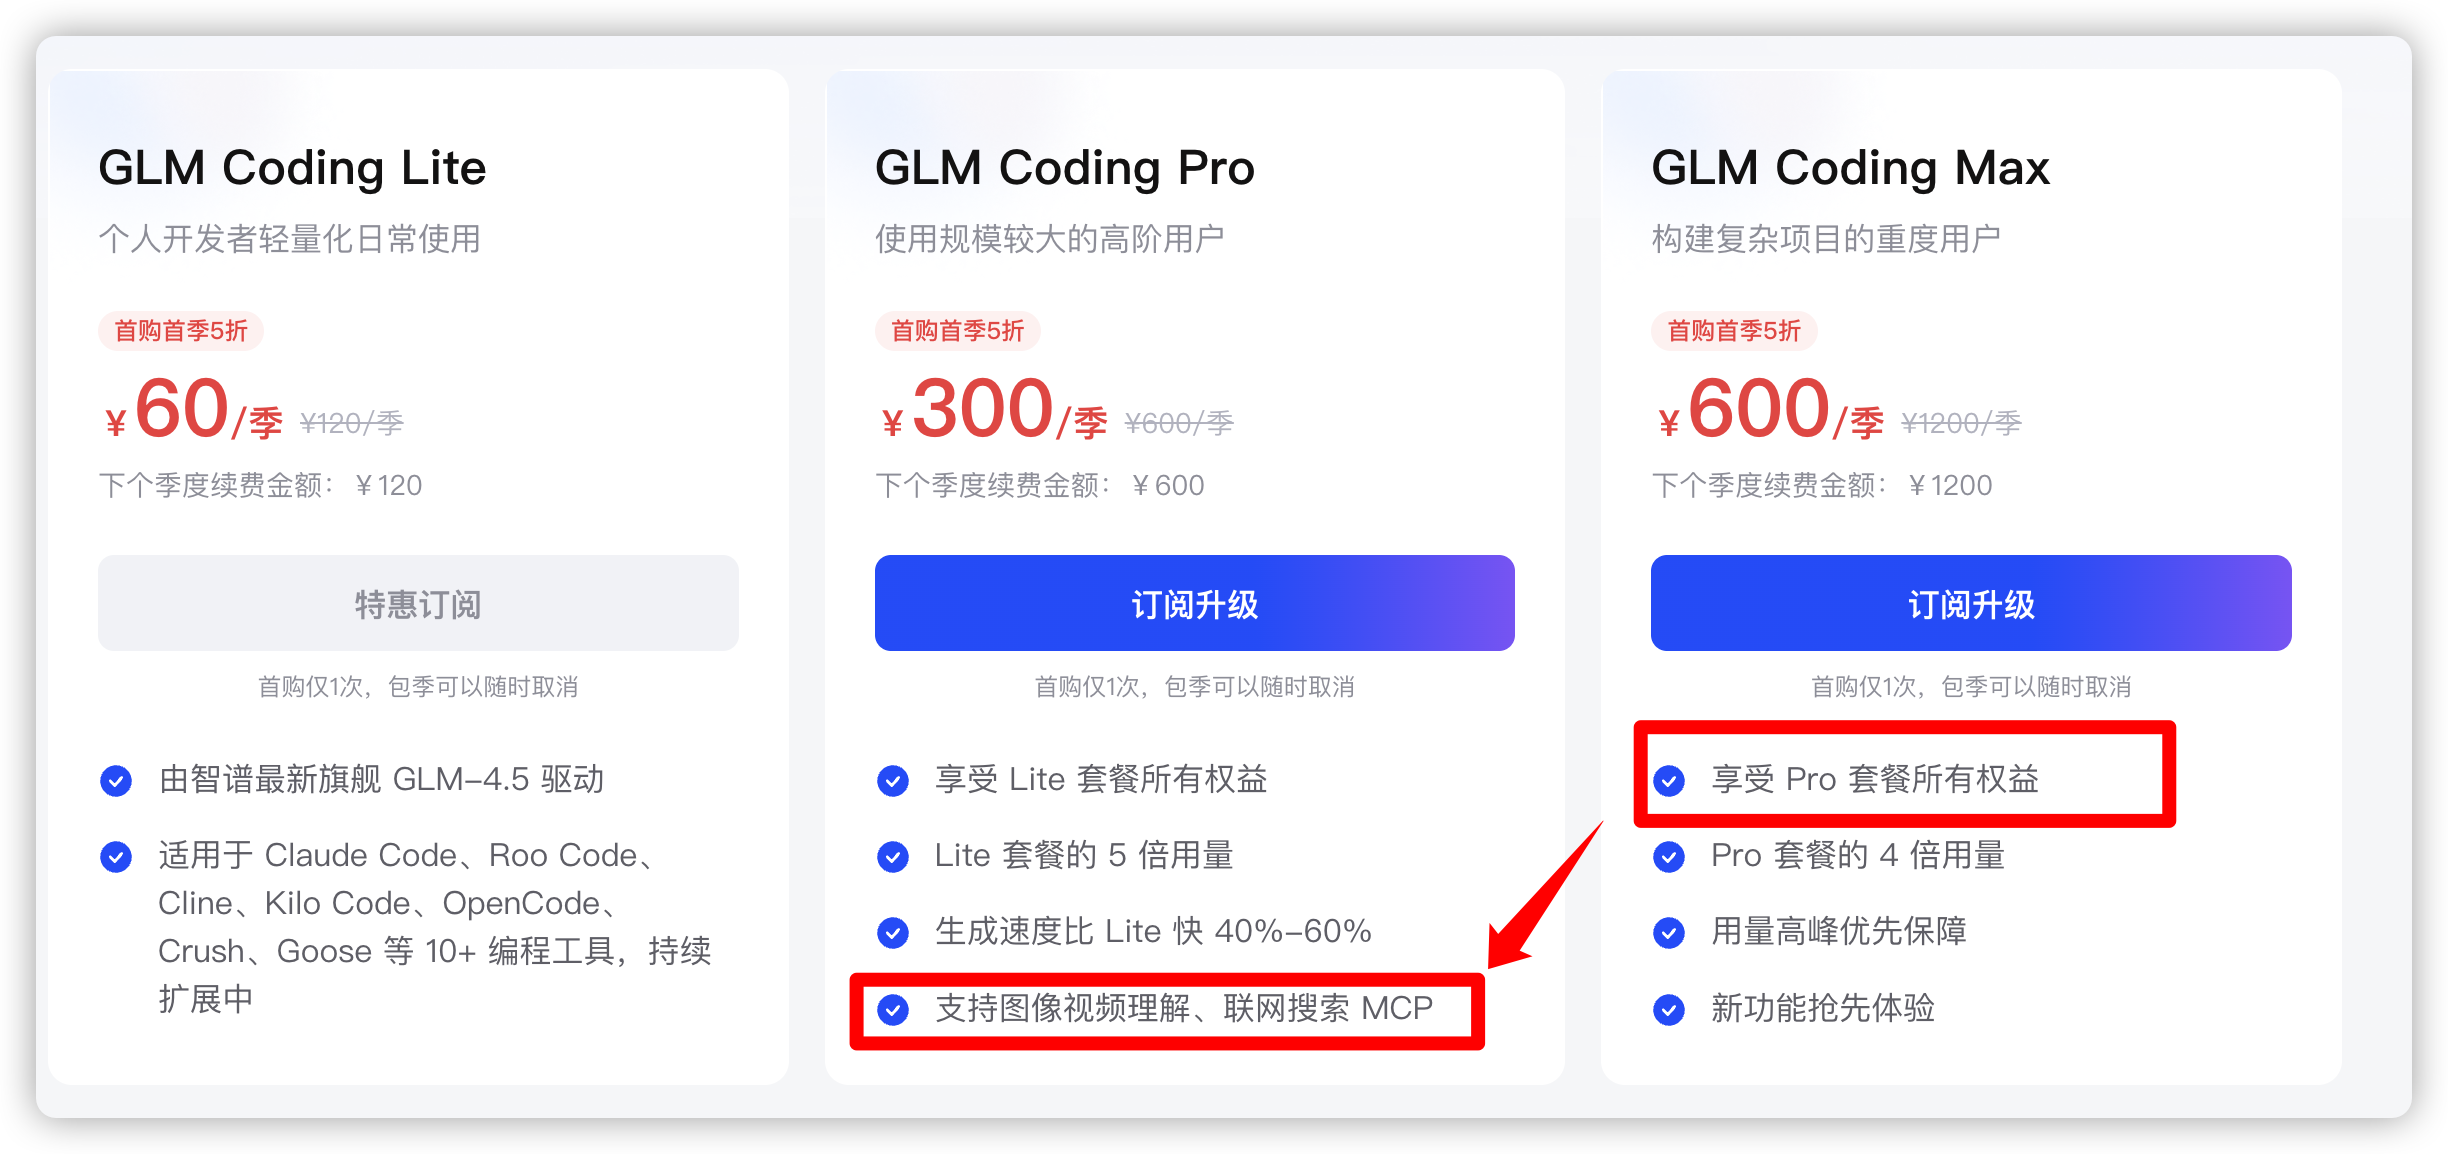 GLM Coding Lite
个人开发者轻量化日常使用
首购首季5折
¥60/季 ¥120/季
下个季度续费金额：¥120
特惠订阅
首购仅1次，包季可以随时取消
由智谱最新旗舰 GLM-4.5 驱动
适用于 Claude Code、Roo Code、
Cline、Kilo Code、OpenCode、
Crush、Goose 等 10+ 编程工具，持续
扩展中
GLM Coding Pro
使用规模较大的高阶用户
首购首季5折
¥300/季 ¥600/季
下个季度续费金额：¥600
订阅升级
首购仅1次，包季可以随时取消
享受 Lite 套餐所有权益
Lite 套餐的 5 倍用量
生成速度比 Lite 快 40%-60%
支持图像视频理解、联网搜索 MCP
GLM Coding Max
构建复杂项目的重度用户
首购首季5折
¥600/季 ¥1200/季
下个季度续费金额：¥1200
订阅升级
首购仅1次，包季可以随时取消
享受 Pro 套餐所有权益
Pro 套餐的 4 倍用量
用量高峰优先保障
新功能抢先体验